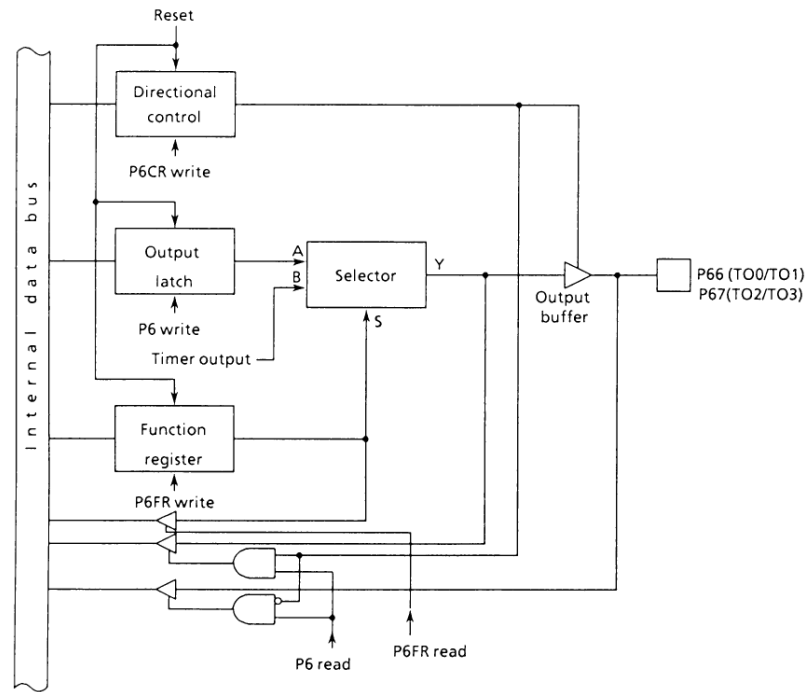 Reset
Directional
control
P6CR write
Internal data bus
Output
latch
A
B
Selector
Y
S
P6 write
Timer output
Output
buffer
P66 (TO0/TO1)
P67(TO2/TO3)
Function
register
P6FR write
P6 read
P6FR read